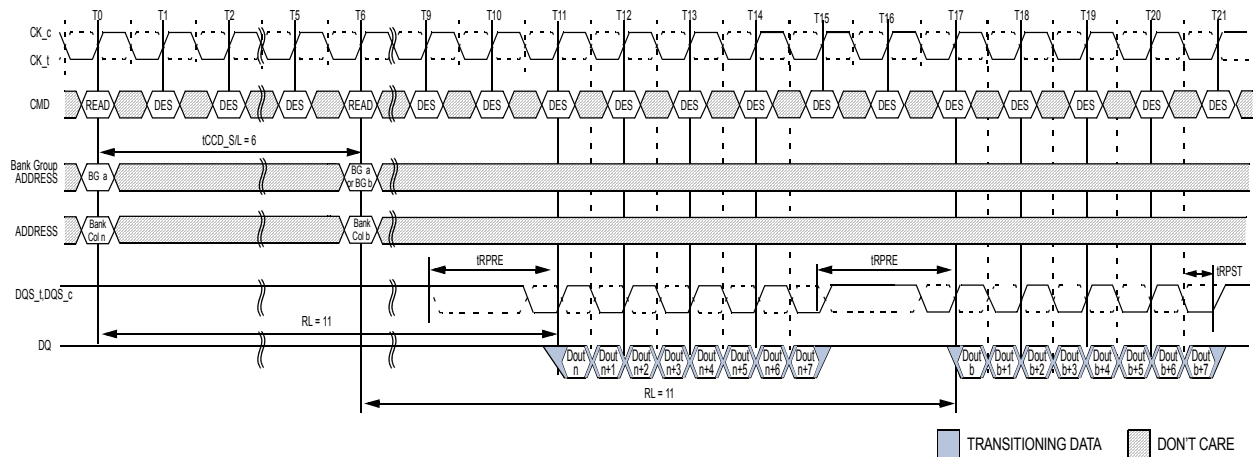 T0 T1 T2 T5 T6 T9 T10 T11 T12 T13 T14 T15 T16 T17 T18 T19 T20 T21
CK_c
CK_t
CMD READ DES DES DES READ DES DES DES DES DES DES DES DES DES DES DES DES DES
tCCD_S/L = 6
Bank Group
ADDRESS
BG a
BG a
or BG b
ADDRESS
Bank
Col n
Bank
Col b
tRPRE tRPRE tRPST
DQS_t,DQS_c
RL = 11
DQ
Dout
n
Dout
n+1
Dout
n+2
Dout
n+3
Dout
n+4
Dout
n+5
Dout
n+6
Dout
n+7
Dout
b
Dout
b+1
Dout
b+2
Dout
b+3
Dout
b+4
Dout
b+5
Dout
b+6
Dout
b+7
RL = 11
TRANSITIONING DATA DON'T CARE